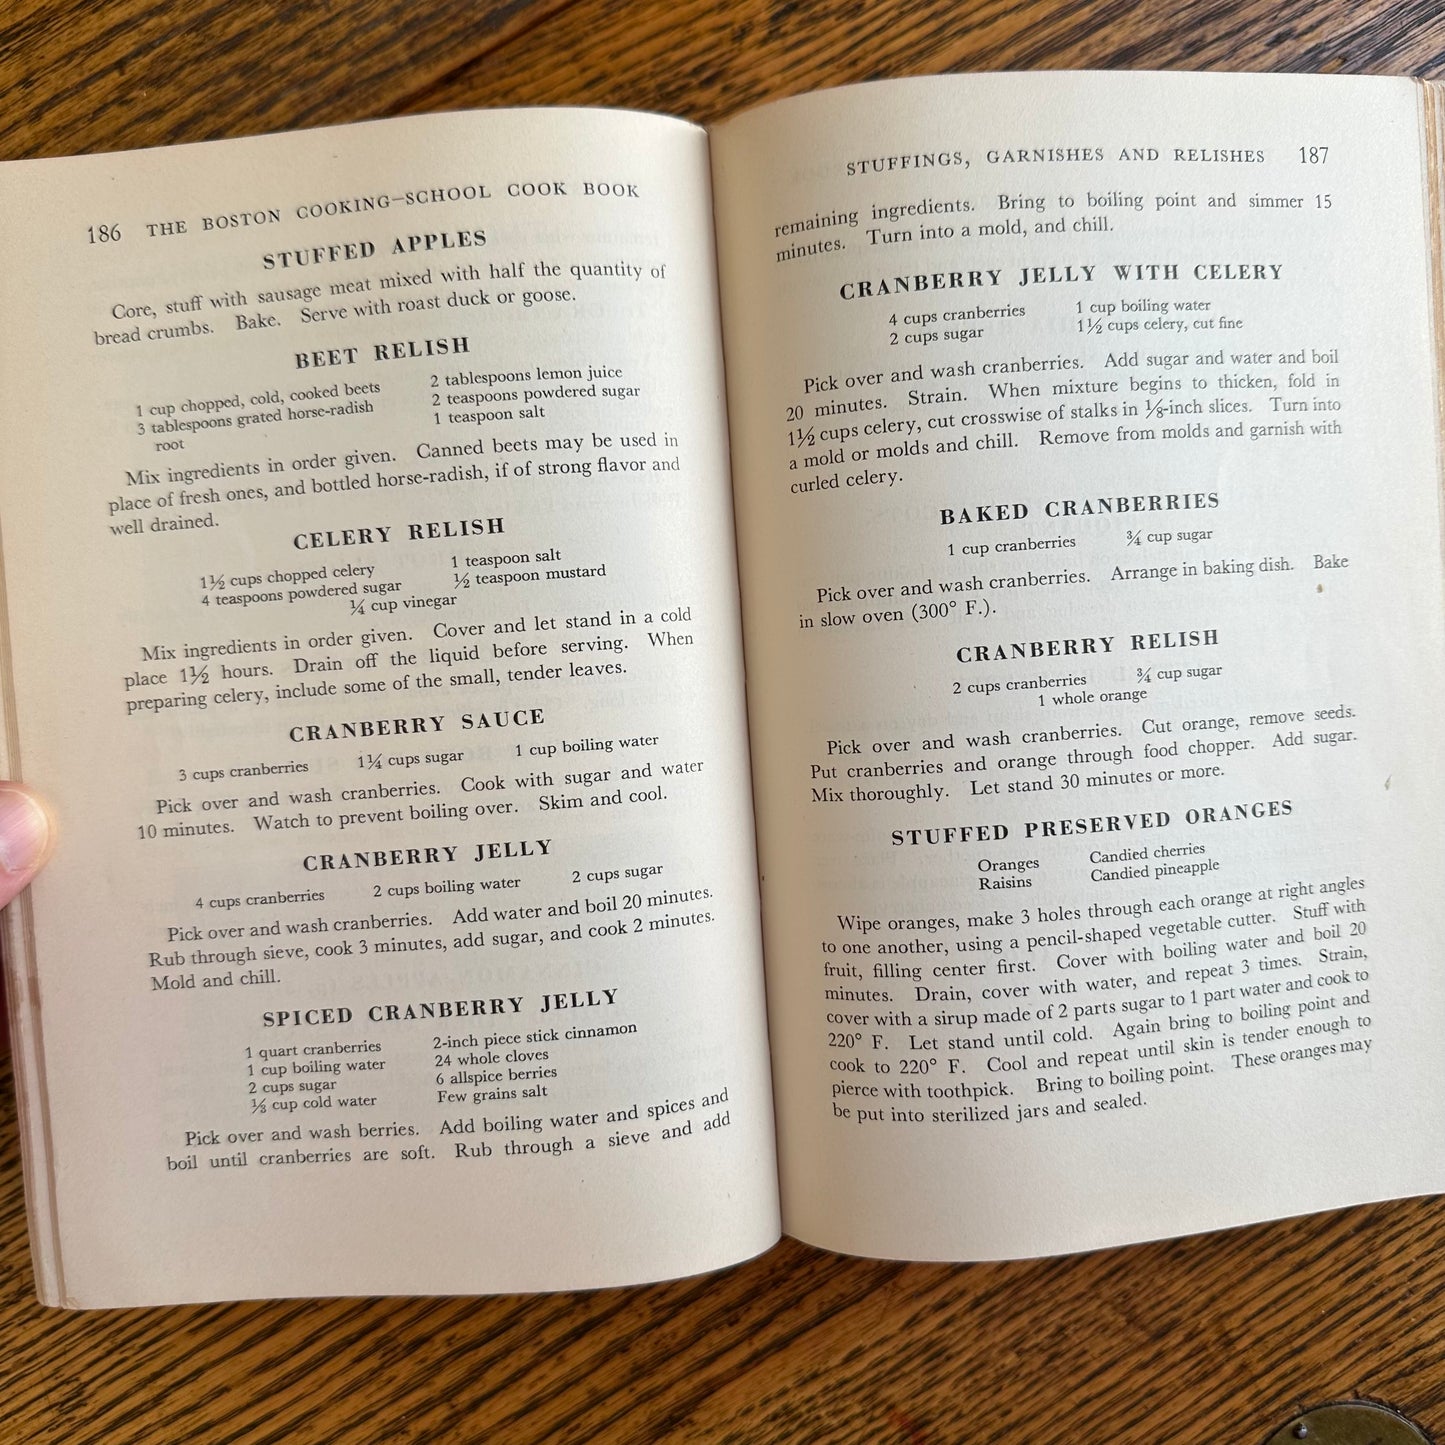 186 THE BOSTON COOKING-SCHOOL COOK BOOK
STUFFED APPLES
Core, stuff with sausage meat mixed with half the quantity of
bread crumbs. Bake. Serve with roast duck or goose.
BEET RELISH
1 cup chopped, cold, cooked beets 2 tablespoons lemon juice
3 tablespoons grated horse-radish 2 teaspoons powdered sugar
root 1 teaspoon salt
Mix ingredients in order given. Canned beets may be used in
place of fresh ones, and bottled horse-radish, if of strong flavor and
well drained.
CELERY RELISH
1½ cups chopped celery 1 teaspoon salt
4 teaspoons powdered sugar ½ teaspoon mustard
¼ cup vinegar
Mix ingredients in order given. Cover and let stand in a cold
place 1½ hours. Drain off the liquid before serving. When
preparing celery, include some of the small, tender leaves.
CRANBERRY SAUCE
3 cups cranberries 1¼ cups sugar 1 cup boiling water
Pick over and wash cranberries. Cook with sugar and water
10 minutes. Watch to prevent boiling over. Skim and cool.
CRANBERRY JELLY
4 cups cranberries 2 cups boiling water 2 cups sugar
Pick over and wash cranberries. Add water and boil 20 minutes.
Rub through sieve, cook 3 minutes, add sugar, and cook 2 minutes.
Mold and chill.
SPICED CRANBERRY JELLY
1 quart cranberries 2-inch piece stick cinnamon
1 cup boiling water 24 whole cloves
2 cups sugar 6 allspice berries
⅓ cup cold water Few grains salt
Pick over and wash berries. Add boiling water and spices and
boil until cranberries are soft. Rub through a sieve and add
STUFFINGS, GARNISHES AND RELISHES 187
remaining ingredients. Bring to boiling point and simmer 15
minutes. Turn into a mold, and chill.
CRANBERRY JELLY WITH CELERY
4 cups cranberries 1 cup boiling water
2 cups sugar 1½ cups celery, cut fine
Pick over and wash cranberries. Add sugar and water and boil
20 minutes. Strain. When mixture begins to thicken, fold in
1½ cups celery, cut crosswise of stalks in ⅛-inch slices. Turn into
a mold or molds and chill. Remove from molds and garnish with
curled celery.
BAKED CRANBERRIES
1 cup cranberries ¾ cup sugar
Pick over and wash cranberries. Arrange in baking dish. Bake
in slow oven (300° F.).
CRANBERRY RELISH
2 cups cranberries ¾ cup sugar
1 whole orange
Pick over and wash cranberries. Cut orange, remove seeds.
Put cranberries and orange through food chopper. Add sugar.
Mix thoroughly. Let stand 30 minutes or more.
STUFFED PRESERVED ORANGES
Oranges Candied cherries
Raisins Candied pineapple
Wipe oranges, make 3 holes through each orange at right angles
to one another, using a pencil-shaped vegetable cutter. Stuff with
fruit, filling center first. Cover with boiling water and boil 20
minutes. Drain, cover with water, and repeat 3 times. Strain,
cover with a sirup made of 2 parts sugar to 1 part water and cook to
220° F. Let stand until cold. Again bring to boiling point and
cook to 220° F. Cool and repeat until skin is tender enough to
pierce with toothpick. Bring to boiling point. These oranges may
be put into sterilized jars and sealed.